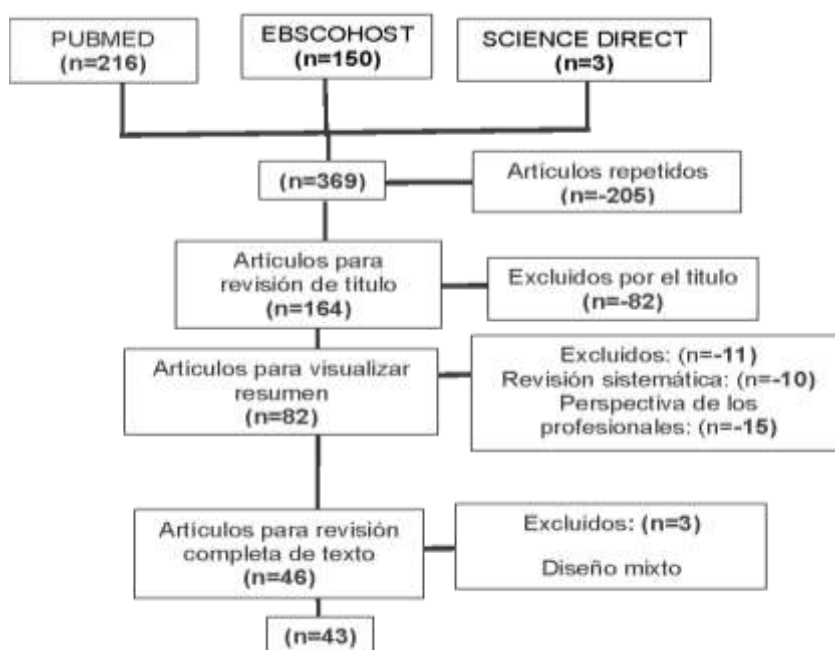 PUBMED
(n=216)
EBSCOHOST
(n=150)
SCIENCE DIRECT
(n=3)
(n=369)
Artículos repetidos
(n=-205)
Artículos para
revisión de titulo
(n=164)
Excluidos por el titulo
(n=-82)
Artículos para visualizar
resumen
(n=82)
Excluidos: (n=-11)
Revisión sistemática: (n=-10)
Perspectiva de los
profesionales: (n=-15)
Artículos para revisión
completa de texto
(n=46)
Excluidos: (n=3)
Diseño mixto
(n=43)